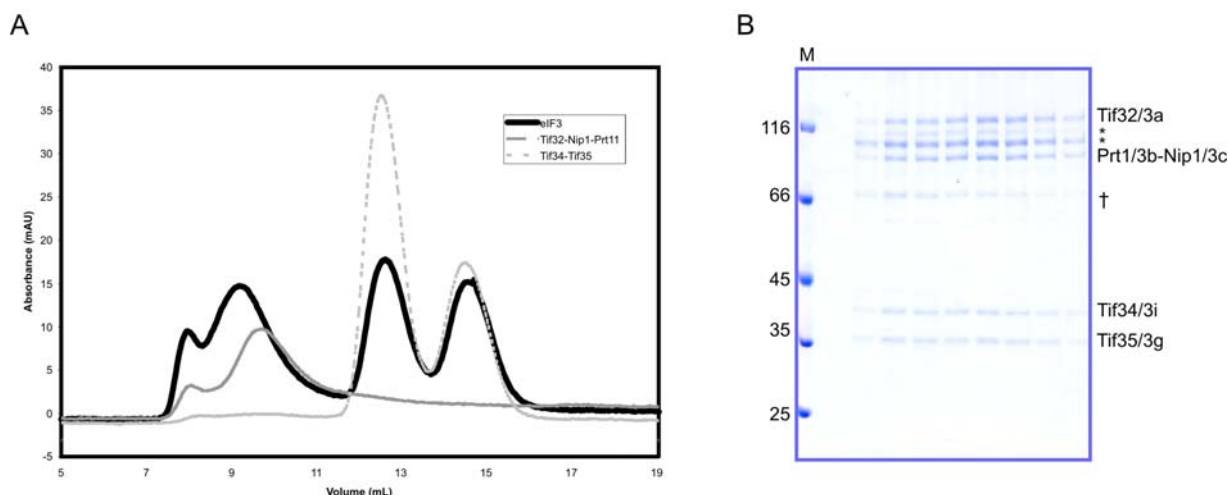 A
40
35
30
25
20
15
10
5
0
-5
Absorbance (mAU)
5 7 9 11 13 15 17 19
Volume (mL)
eIF3
Tif32-Nip1-Prt11
Tif34-Tif35
B
M
116
66
45
35
25
Tif32/3a
*
*
Prt1/3b-Nip1/3c
†
Tif34/3i
Tif35/3g